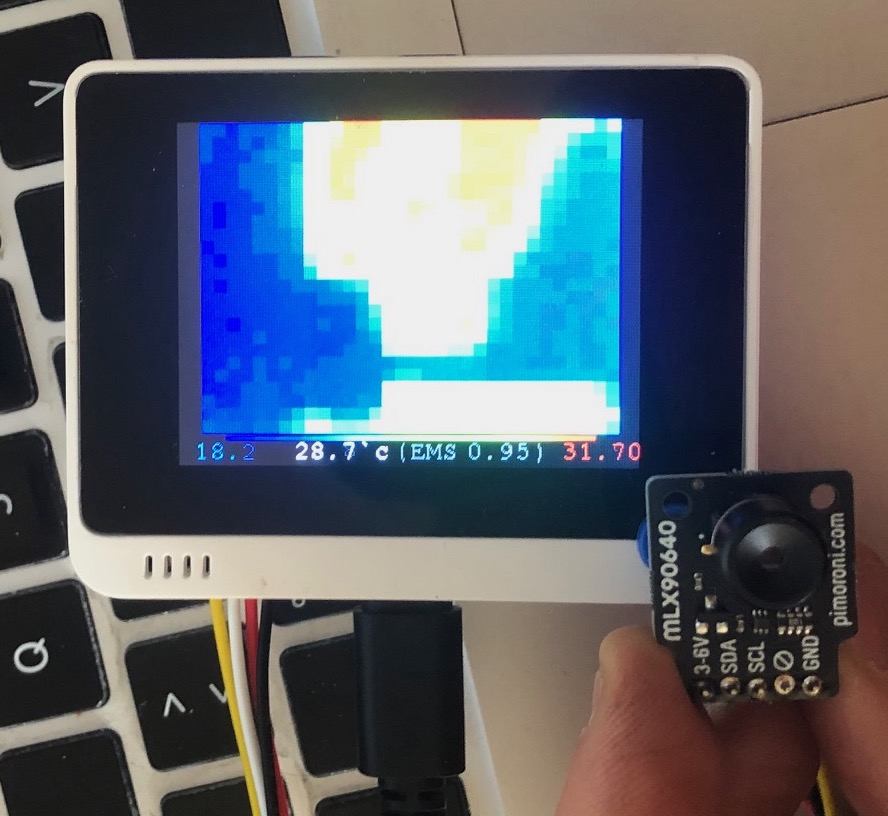 18.2 28.7`c (EMS 0.95) 31.70
MLX90640
pimoroni.com
3-6V
SDA
SCL
GND
Q